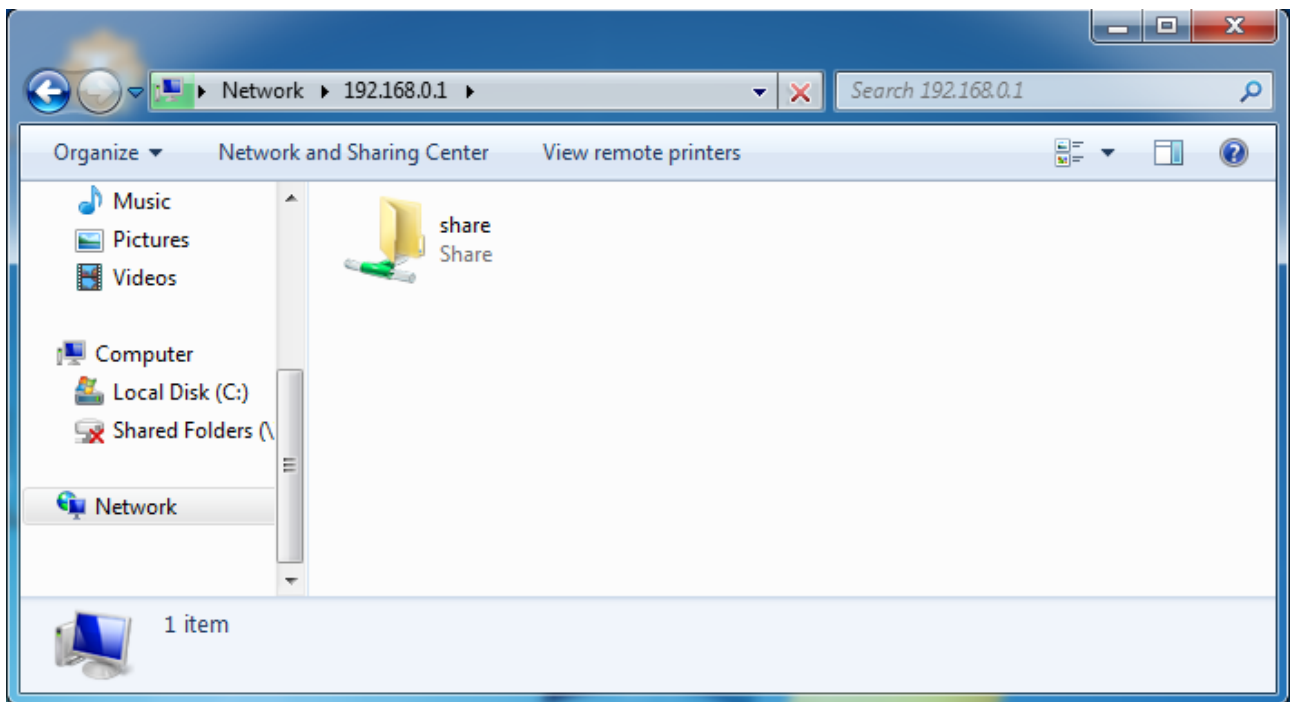 Network 192.168.0.1
Search 192.168.0.1
Organize Network and Sharing Center View remote printers
Music
Pictures
Videos
Computer
Local Disk (C:)
Shared Folders (\
Network
share
Share
1 item